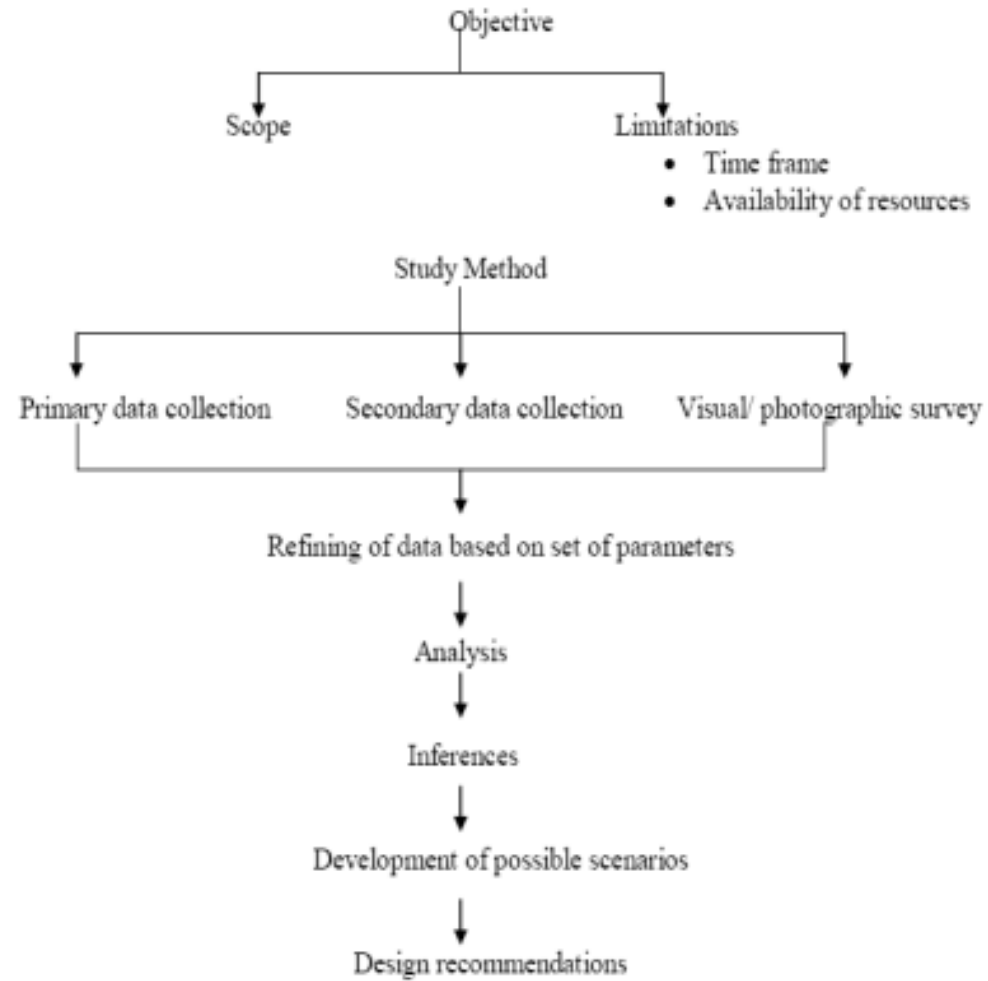 Objective
Scope
Limitations
• Time frame
• Availability of resources
Study Method
Primary data collection
Secondary data collection
Visual/ photographic survey
Refining of data based on set of parameters
Analysis
Inferences
Development of possible scenarios
Design recommendations